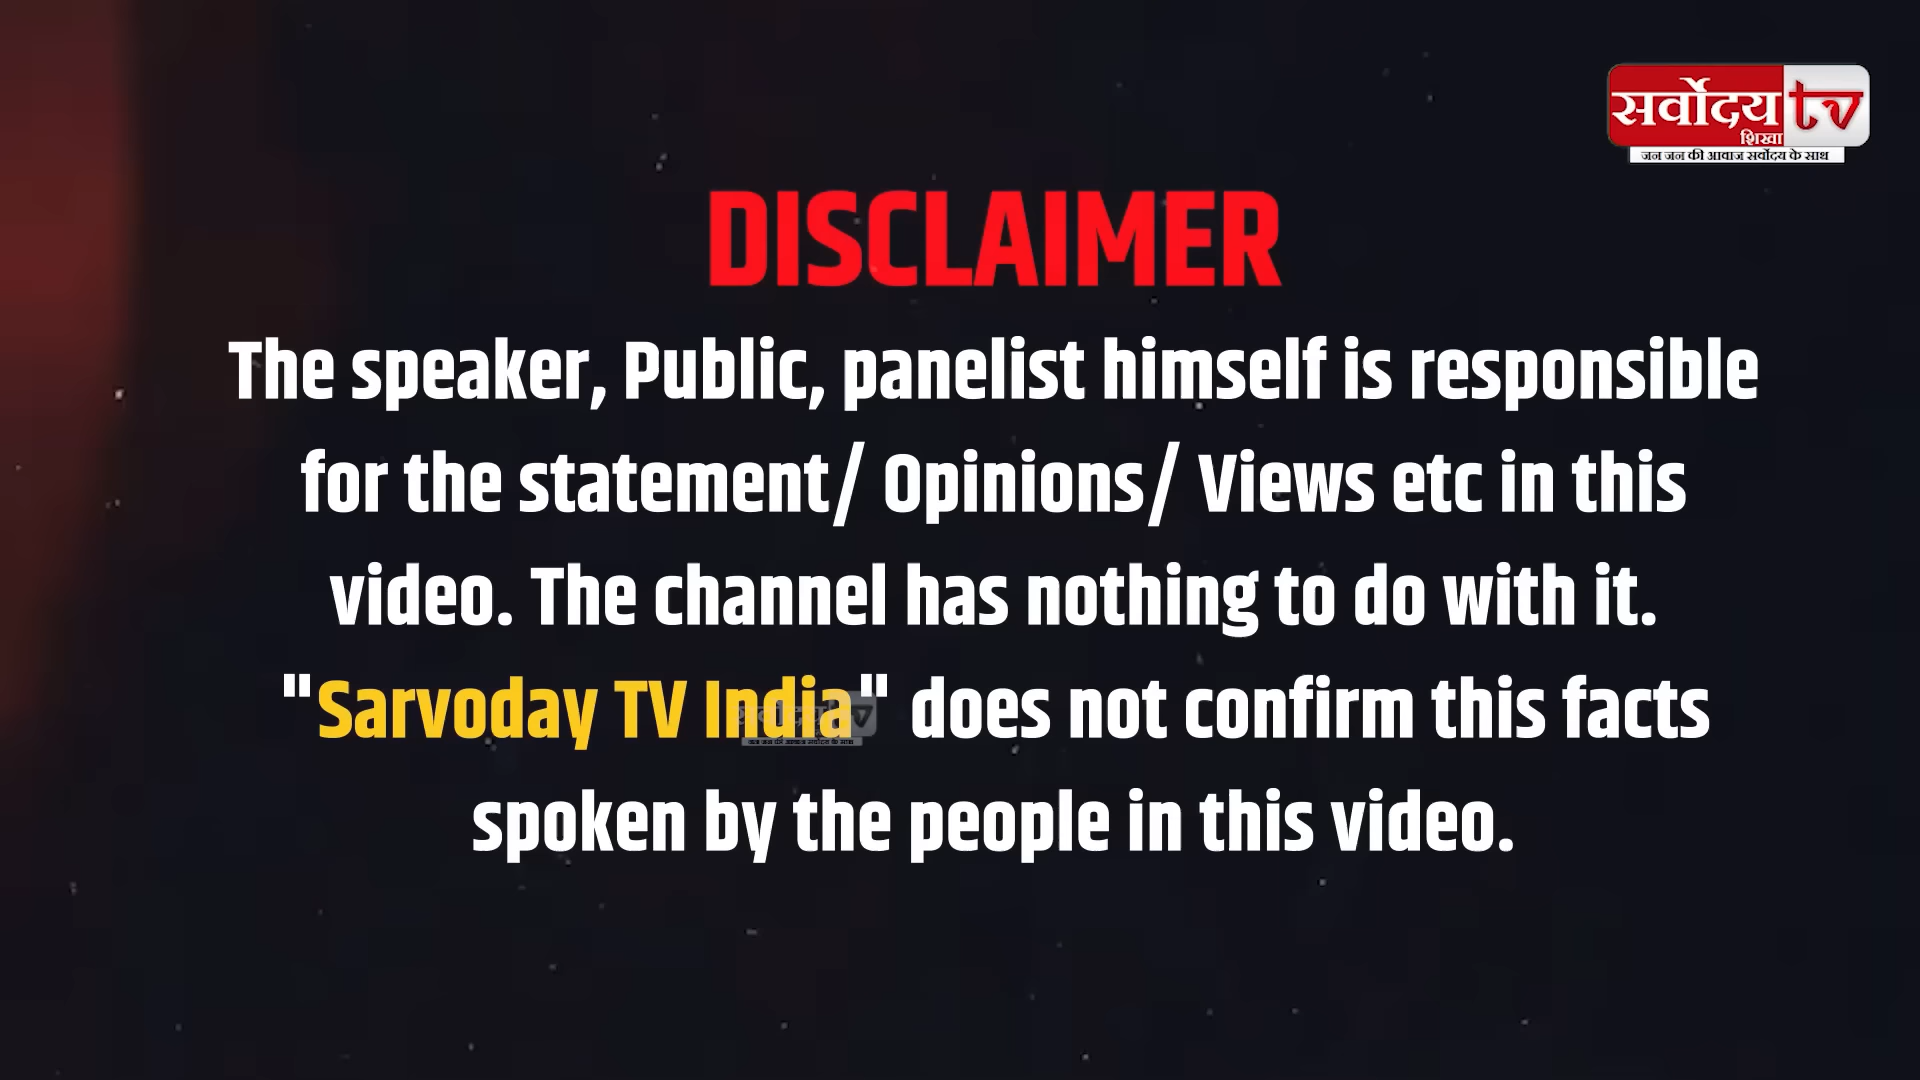 सर्वोदय tv
शिखा
जन जन की आवाज सर्वोदय के साथ
DISCLAIMER
The speaker, Public, panelist himself is responsible
for the statement/ Opinions/ Views etc in this
video. The channel has nothing to do with it.
"Sarvoday TV India" does not confirm this facts
spoken by the people in this video.